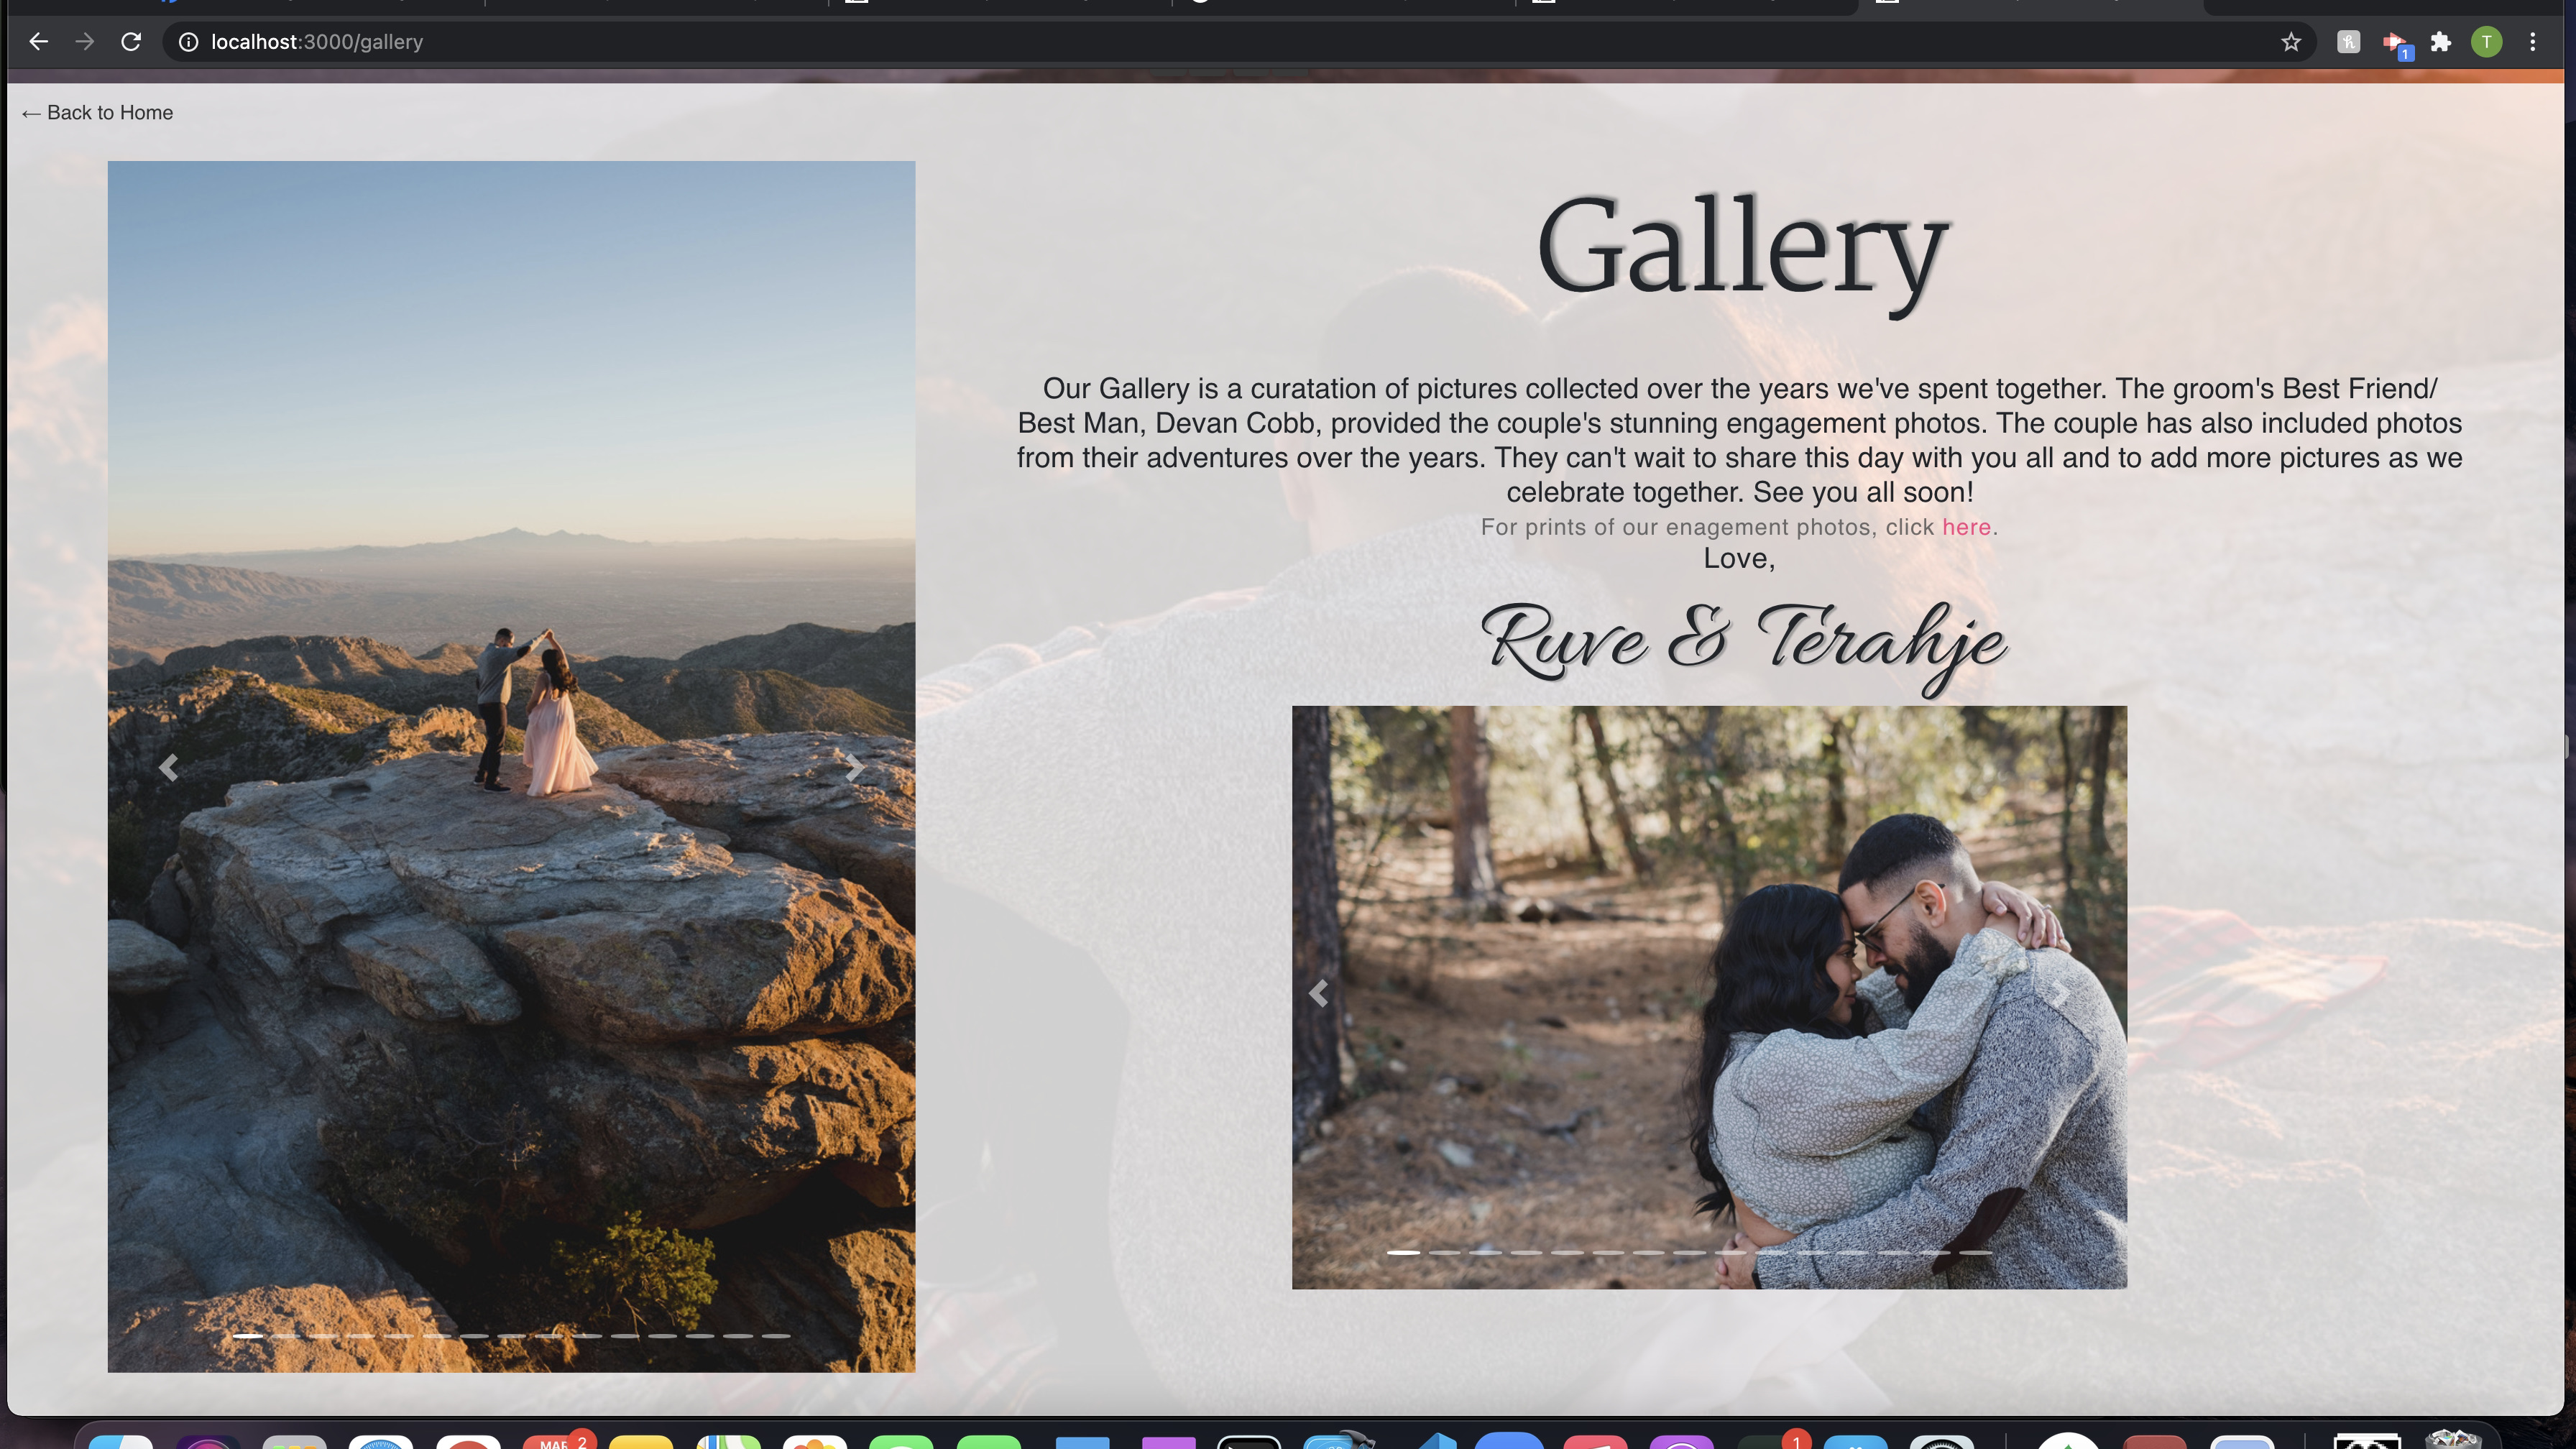 localhost:3000/gallery
1
T
← Back to Home
Gallery
Our Gallery is a curatation of pictures collected over the years we've spent together. The groom's Best Friend/
Best Man, Devan Cobb, provided the couple's stunning engagement photos. The couple has also included photos
from their adventures over the years. They can't wait to share this day with you all and to add more pictures as we
celebrate together. See you all soon!
For prints of our enagement photos, click here.
Love,
Ruve & Terahje
MAR
2
1